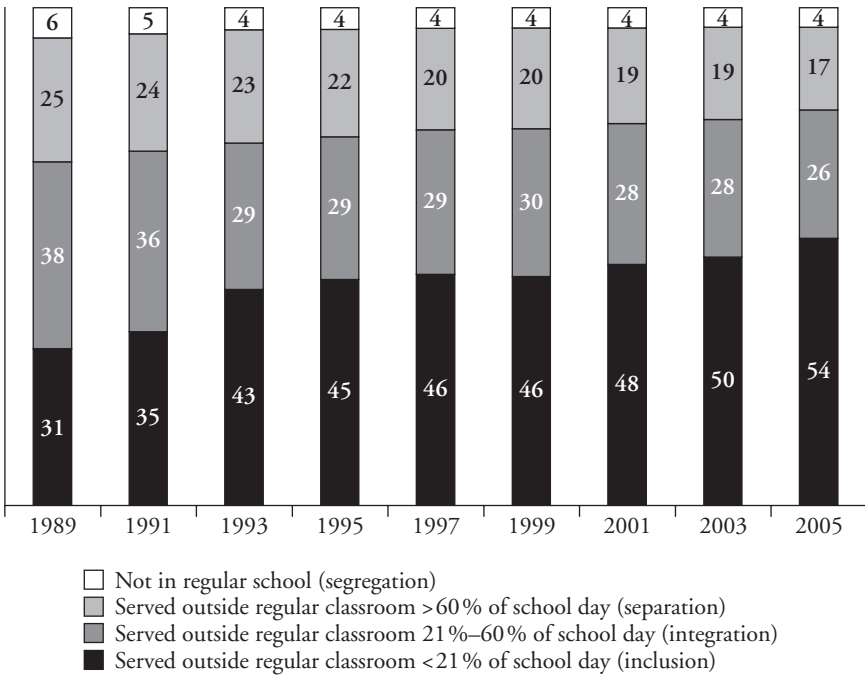 6 5 4 4 4 4 4 4 4
25 24 23 22 20 20 19 19 17
38 36 29 29 29 30 28 28 26
31 35 43 45 46 46 48 50 54
1989 1991 1993 1995 1997 1999 2001 2003 2005
Not in regular school (segregation)
Served outside regular classroom >60% of school day (separation)
Served outside regular classroom 21%–60% of school day (integration)
Served outside regular classroom <21% of school day (inclusion)